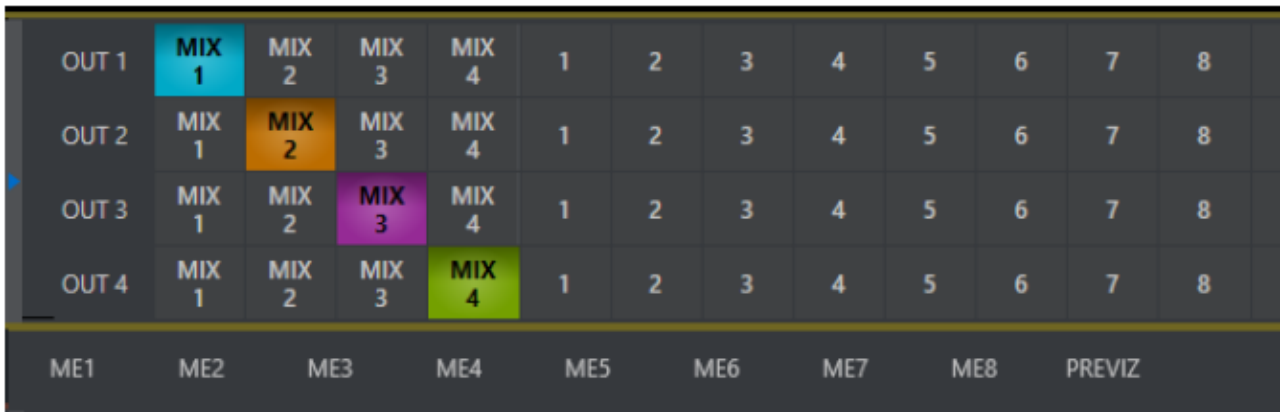 OUT 1 MIX 1 MIX 2 MIX 3 MIX 4 1 2 3 4 5 6 7 8
OUT 2 MIX 1 MIX 2 MIX 3 MIX 4 1 2 3 4 5 6 7 8
OUT 3 MIX 1 MIX 2 MIX 3 MIX 4 1 2 3 4 5 6 7 8
OUT 4 MIX 1 MIX 2 MIX 3 MIX 4 1 2 3 4 5 6 7 8
ME1 ME2 ME3 ME4 ME5 ME6 ME7 ME8 PREVIZ